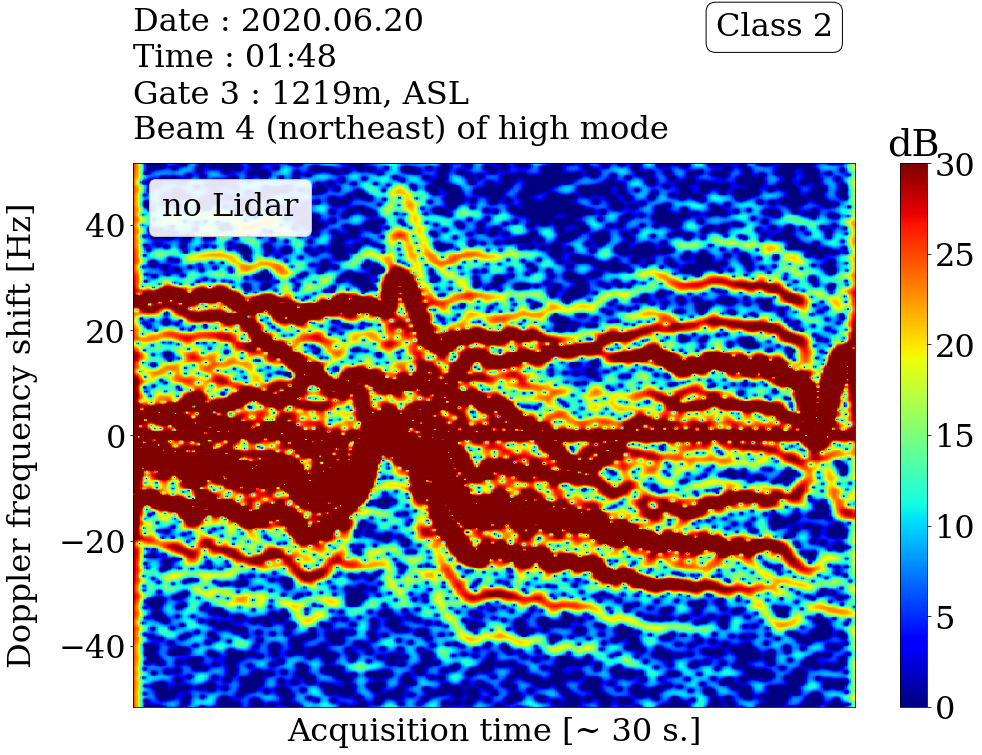 Date : 2020.06.20
Time : 01:48
Gate 3 : 1219m, ASL
Beam 4 (northeast) of high mode
Class 2
dB
no Lidar
Doppler frequency shift [Hz]
40
20
0
−20
−40
Acquisition time [~ 30 s.]
30
25
20
15
10
5
0